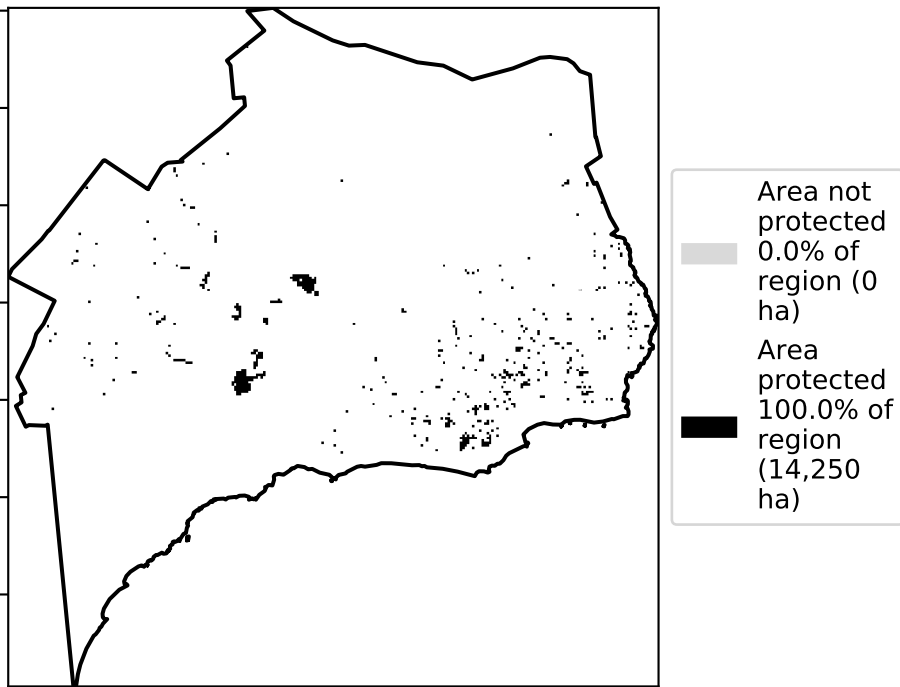 Area not
protected
0.0% of
region (0
ha)
Area
protected
100.0% of
region
(14,250
ha)